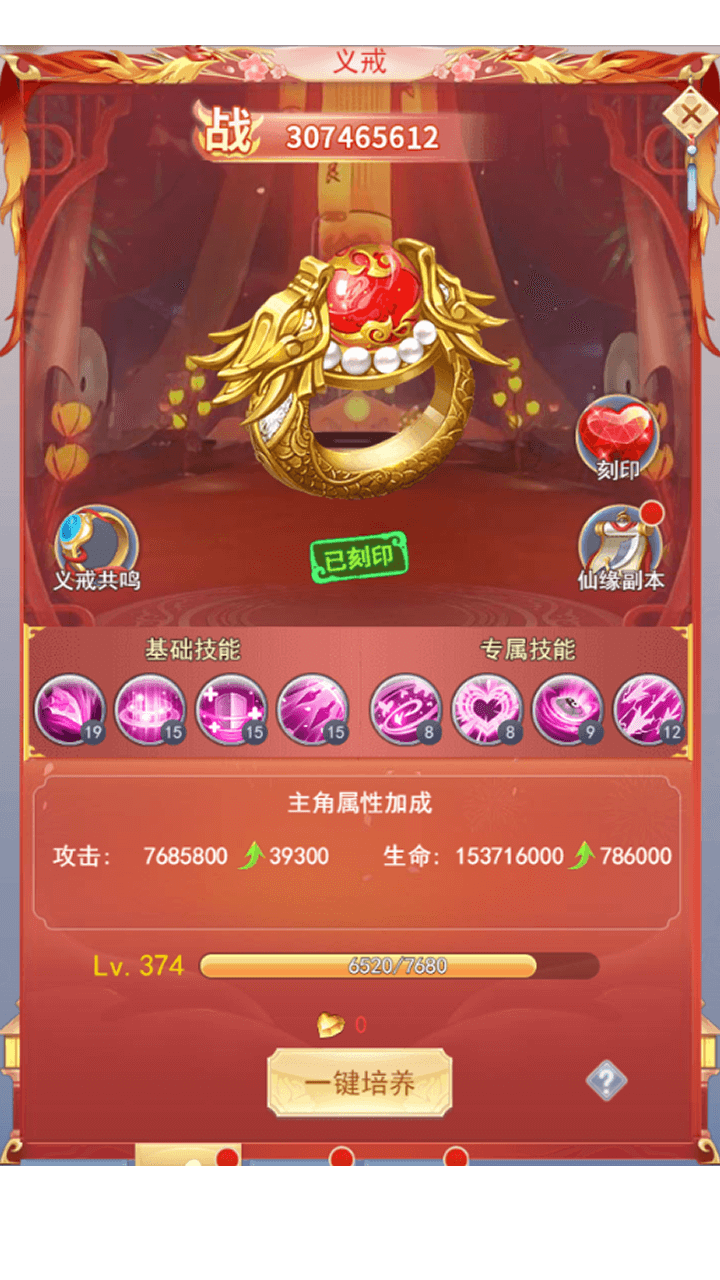 义戒
战 307465612
刻印
义戒共鸣
已刻印
仙缘副本
基础技能
专属技能
19 15 15 15 8 8 9 12
主角属性加成
攻击： 7685800 39300 生命： 153716000 786000
Lv. 374 6520/7680
0
一键培养
?